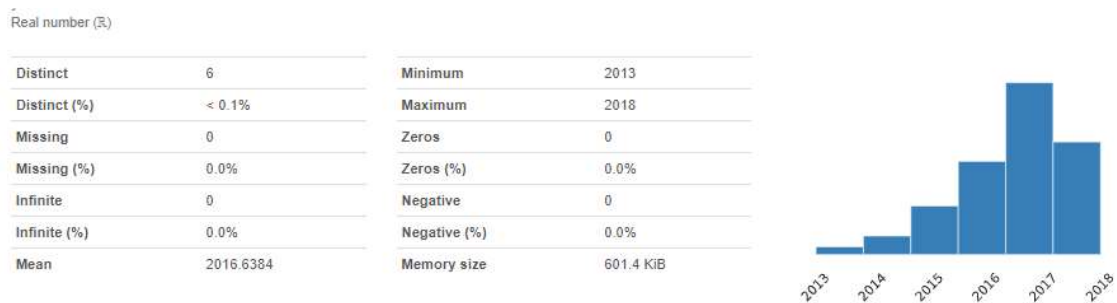 Real number (ℝ)
Distinct 6
Distinct (%) < 0.1%
Missing 0
Missing (%) 0.0%
Infinite 0
Infinite (%) 0.0%
Mean 2016.6384
Minimum 2013
Maximum 2018
Zeros 0
Zeros (%) 0.0%
Negative 0
Negative (%) 0.0%
Memory size 601.4 KiB
2013 2014 2015 2016 2017 2018